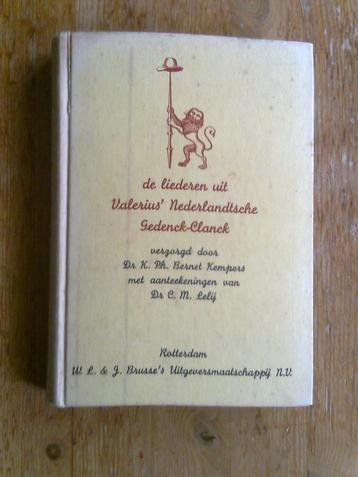 de liederen uit
Valerius' Nederlandtsche
Gedenck-Clanck
verzorgd door
Dr K. Ph. Bernet Kempers
met aanteekeningen van
Dr C. M. Lelij
Rotterdam
W. L. & J. Brusse's Uitgeversmaatschappij N.V.